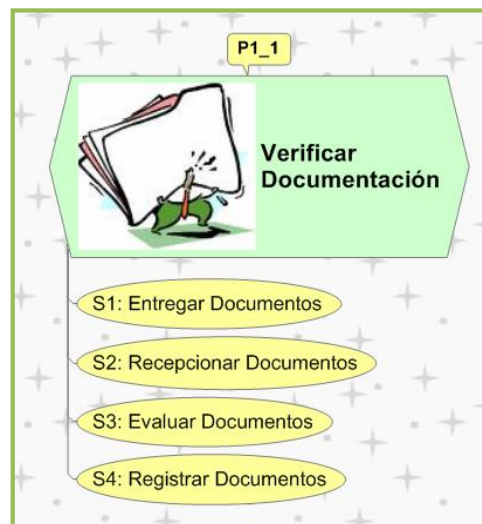 P1_1
Verificar
Documentación
S1: Entregar Documentos
S2: Recepcionar Documentos
S3: Evaluar Documentos
S4: Registrar Documentos